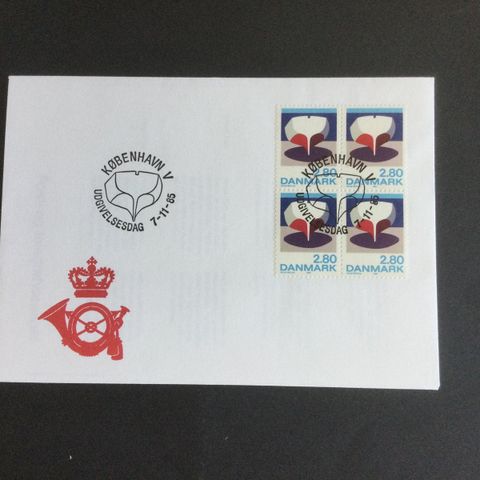 KØBENHAVN V
UDGIVELSESDAG 7-11-85
2.80 2.80
DANMARK DANMARK
KØBENHAVN V
UDGIVELSESDAG 7-11-85
2.80 2.80
DANMARK DANMARK